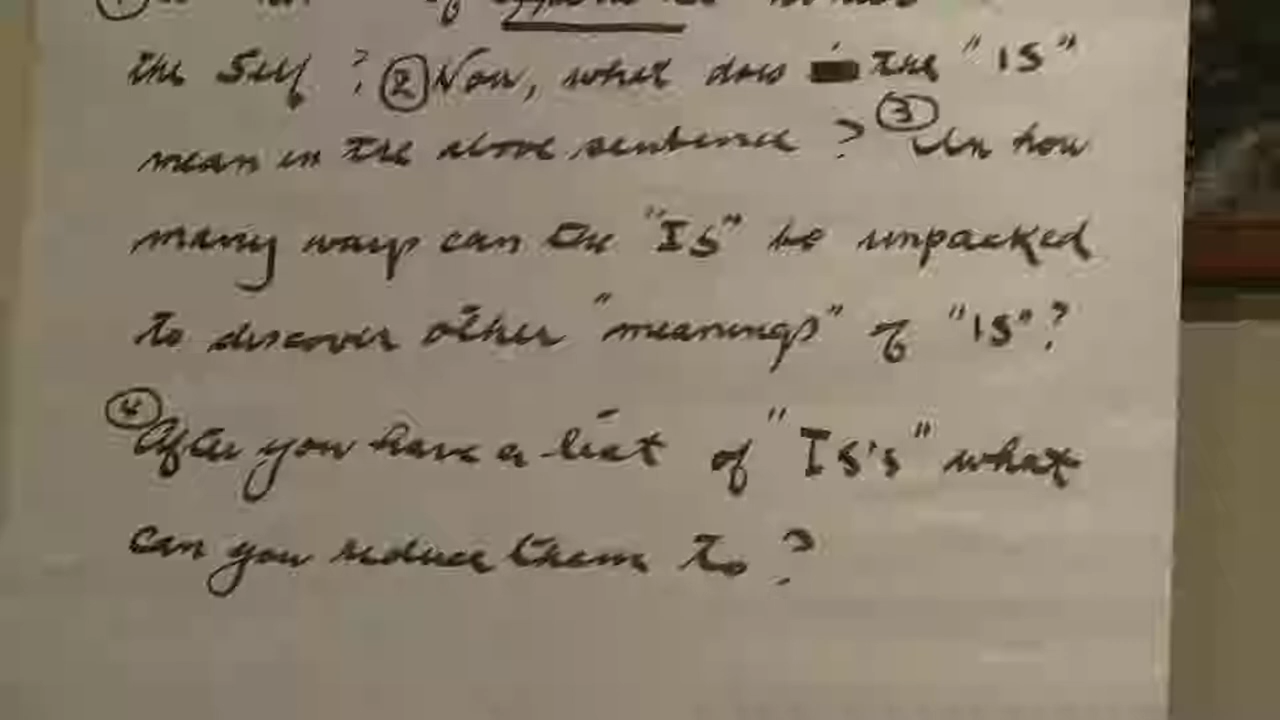 ① of
the Self ? ② Now, what does the "IS"
mean in the above sentence ? ③ In how
many ways can the "IS" be unpacked
to discover other "meanings" of "IS"?
④ After you have a list of "IS's" what
can you reduce them to ?